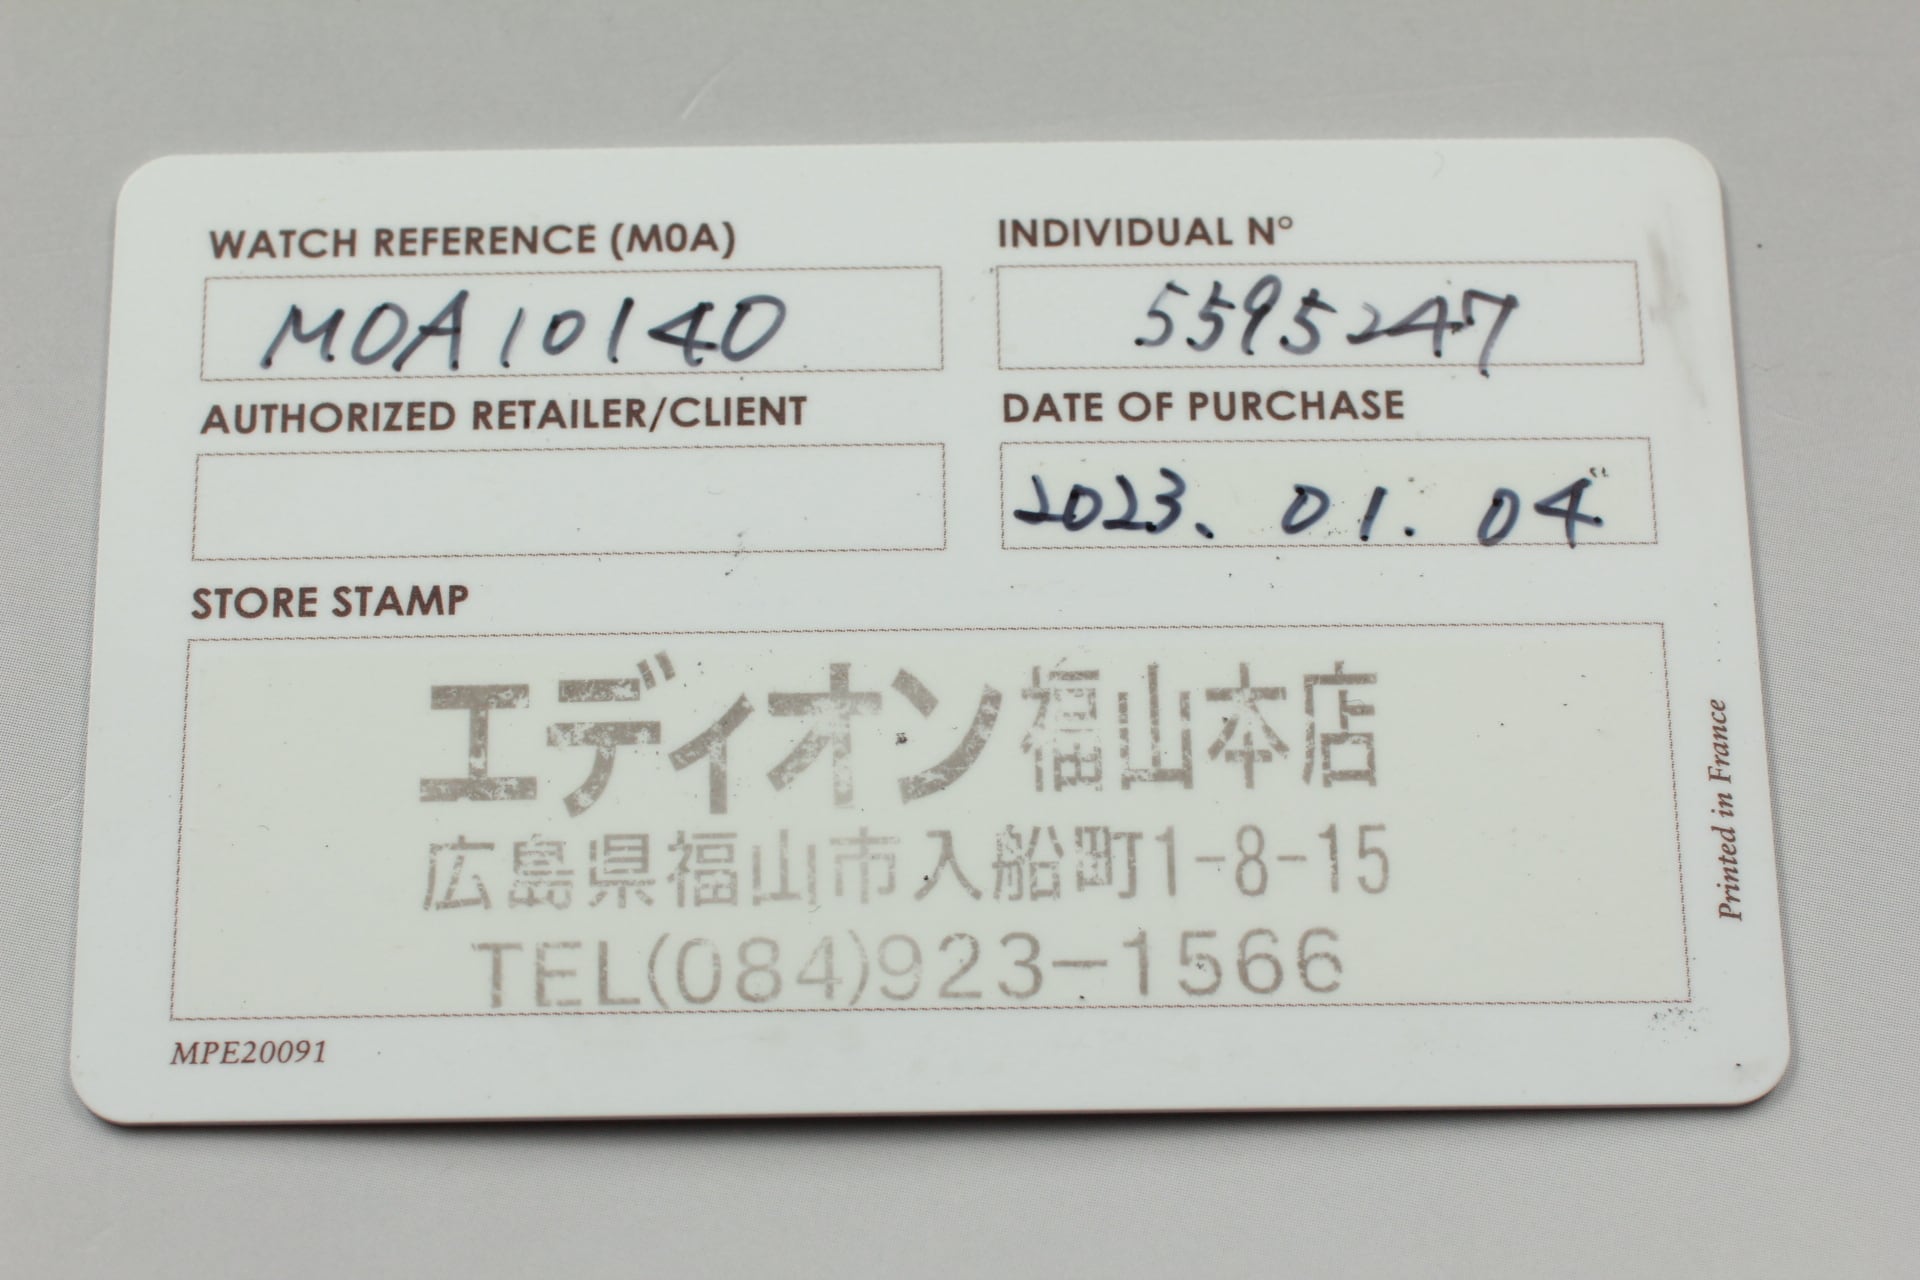 WATCH REFERENCE (M0A)
M0A10140
INDIVIDUAL N°
5595247
AUTHORIZED RETAILER/CLIENT
DATE OF PURCHASE
2023. 01. 04
STORE STAMP
エディオン福山本店
広島県福山市入船町1-8-15
TEL(084)923-1566
MPE20091
Printed in France